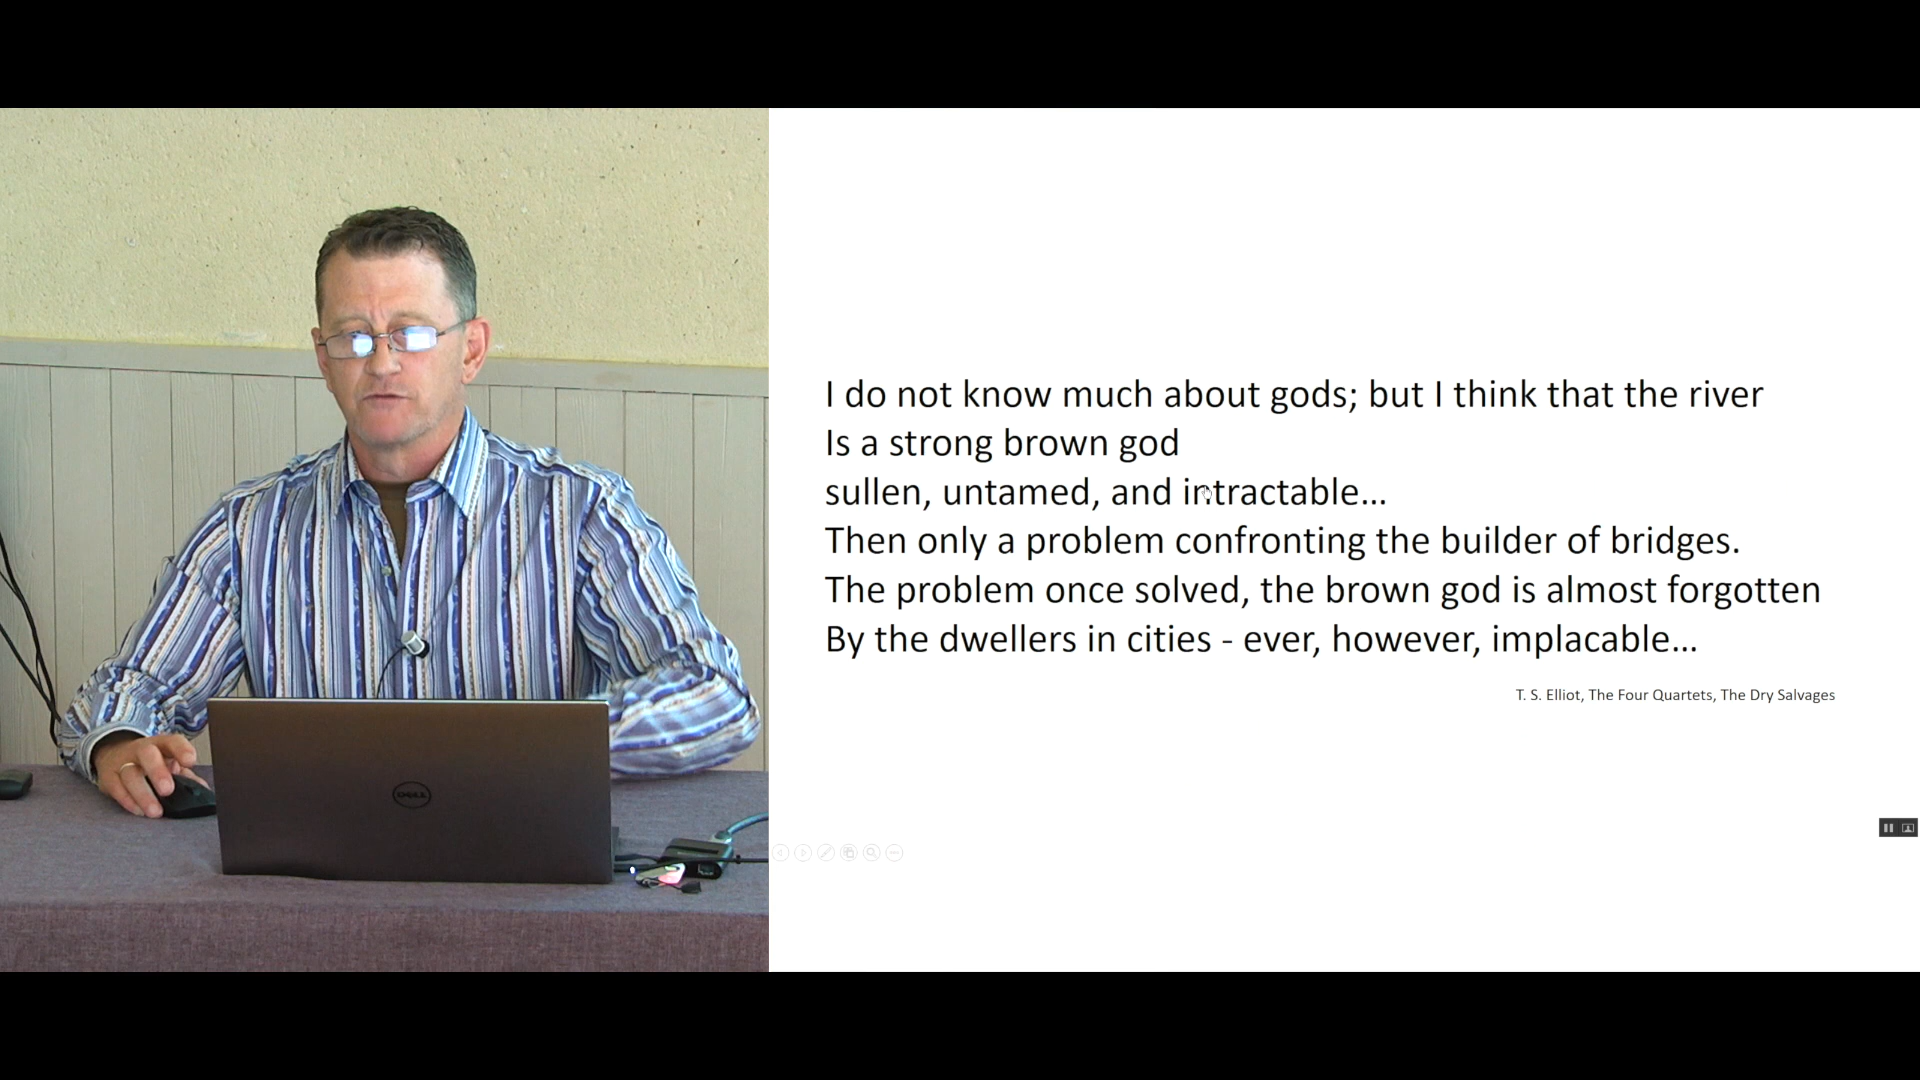 I do not know much about gods; but I think that the river
Is a strong brown god
sullen, untamed, and intractable…
Then only a problem confronting the builder of bridges.
The problem once solved, the brown god is almost forgotten
By the dwellers in cities - ever, however, implacable…
T. S. Elliot, The Four Quartets, The Dry Salvages
DELL